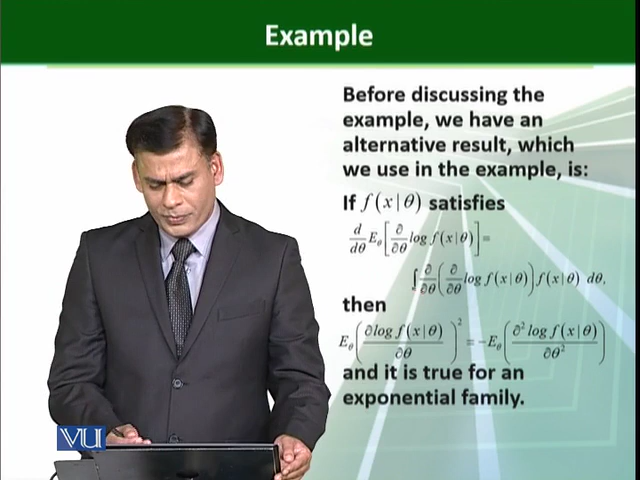 Example
Before discussing the
example, we have an
alternative result, which
we use in the example, is:
If f(x|θ) satisfies
d/dθ E_θ[∂/∂θ log f(x|θ)] =
∫ ∂/∂θ (∂/∂θ log f(x|θ)) f(x|θ) dθ,
then
E_θ(∂log f(x|θ)/∂θ)² = −E_θ(∂² log f(x|θ)/∂θ²)
and it is true for an
exponential family.
VU